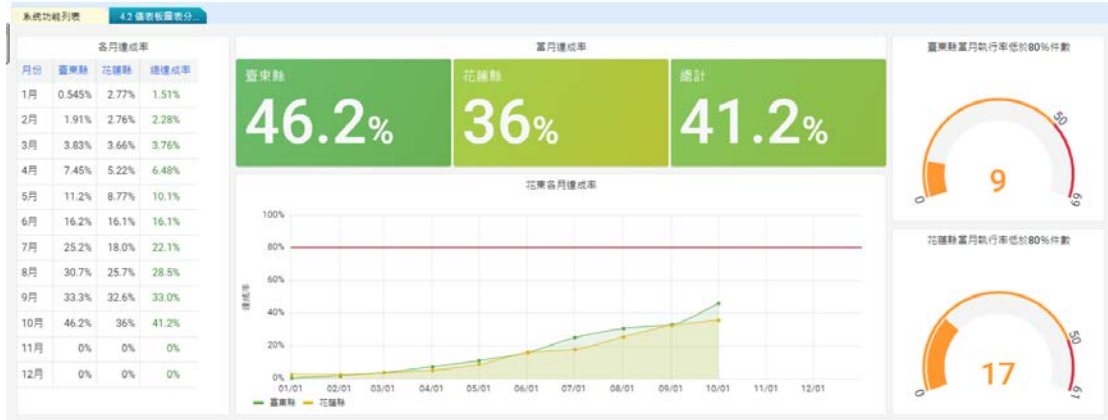 系統功能列表
4.2 儀表板圖表分...
各月達成率
月份 臺東縣 花蓮縣 總達成率
1月 0.545% 2.77% 1.51%
2月 1.91% 2.76% 2.28%
3月 3.83% 3.66% 3.76%
4月 7.45% 5.22% 6.48%
5月 11.2% 8.77% 10.1%
6月 16.2% 16.1% 16.1%
7月 25.2% 18.0% 22.1%
8月 30.7% 25.7% 28.5%
9月 33.3% 32.6% 33.0%
10月 46.2% 36% 41.2%
11月 0% 0% 0%
12月 0% 0% 0%
當月達成率
臺東縣
46.2%
花蓮縣
36%
總計
41.2%
花東各月達成率
達成率
100%
80%
60%
40%
20%
0%
01/01 02/01 03/01 04/01 05/01 06/01 07/01 08/01 09/01 10/01 11/01 12/01
臺東縣 花蓮縣
臺東縣當月執行率低於80%件數
0
50
69
9
花蓮縣當月執行率低於80%件數
0
50
61
17